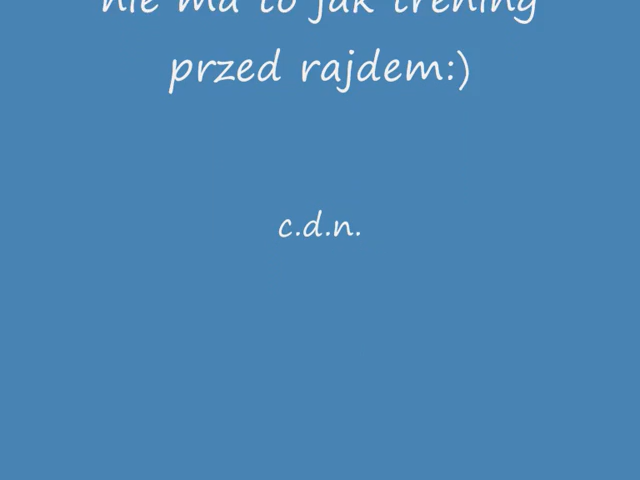 nie ma to jak trening
przed rajdem:)
c.d.n.